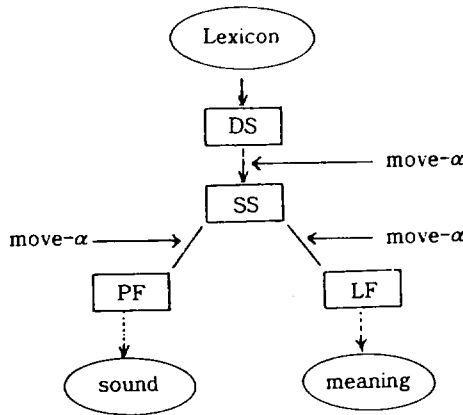 Lexicon
DS
move-α
SS
move-α
move-α
PF
LF
sound
meaning